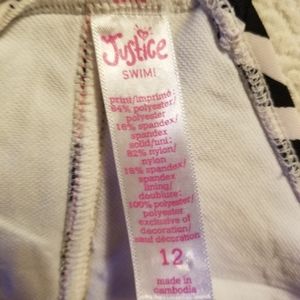 Justice
SWIM!
print/imprimé:
84% polyester/
polyester
16% spandex/
spandex
solid/uni:
82% nylon/
nylon
18% spandex/
spandex
lining/
doublure:
100% polyester/
polyester
exclusive of
decoration/
sauf décoration
12
made in
cambodia